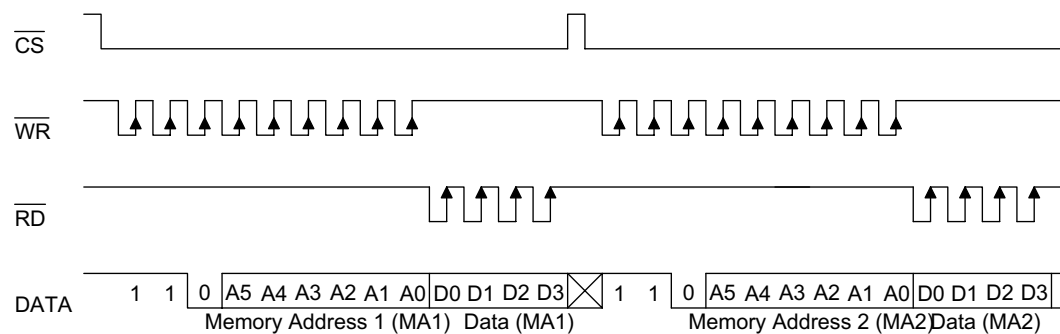 CS
WR
RD
DATA 1 1 0 A5 A4 A3 A2 A1 A0 D0 D1 D2 D3 1 1 0 A5 A4 A3 A2 A1 A0 D0 D1 D2 D3
Memory Address 1 (MA1) Data (MA1) Memory Address 2 (MA2) Data (MA2)